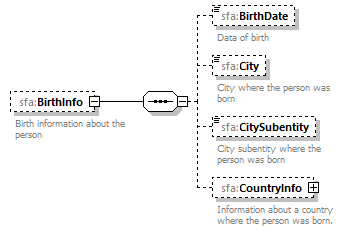 sfa:BirthDate
Data of birth
sfa:City
City where the person was
born
sfa:BirthInfo
Birth information about the
person
sfa:CitySubentity
City subentity where the
person was born
sfa:CountryInfo
Information about a country
where the person was born.